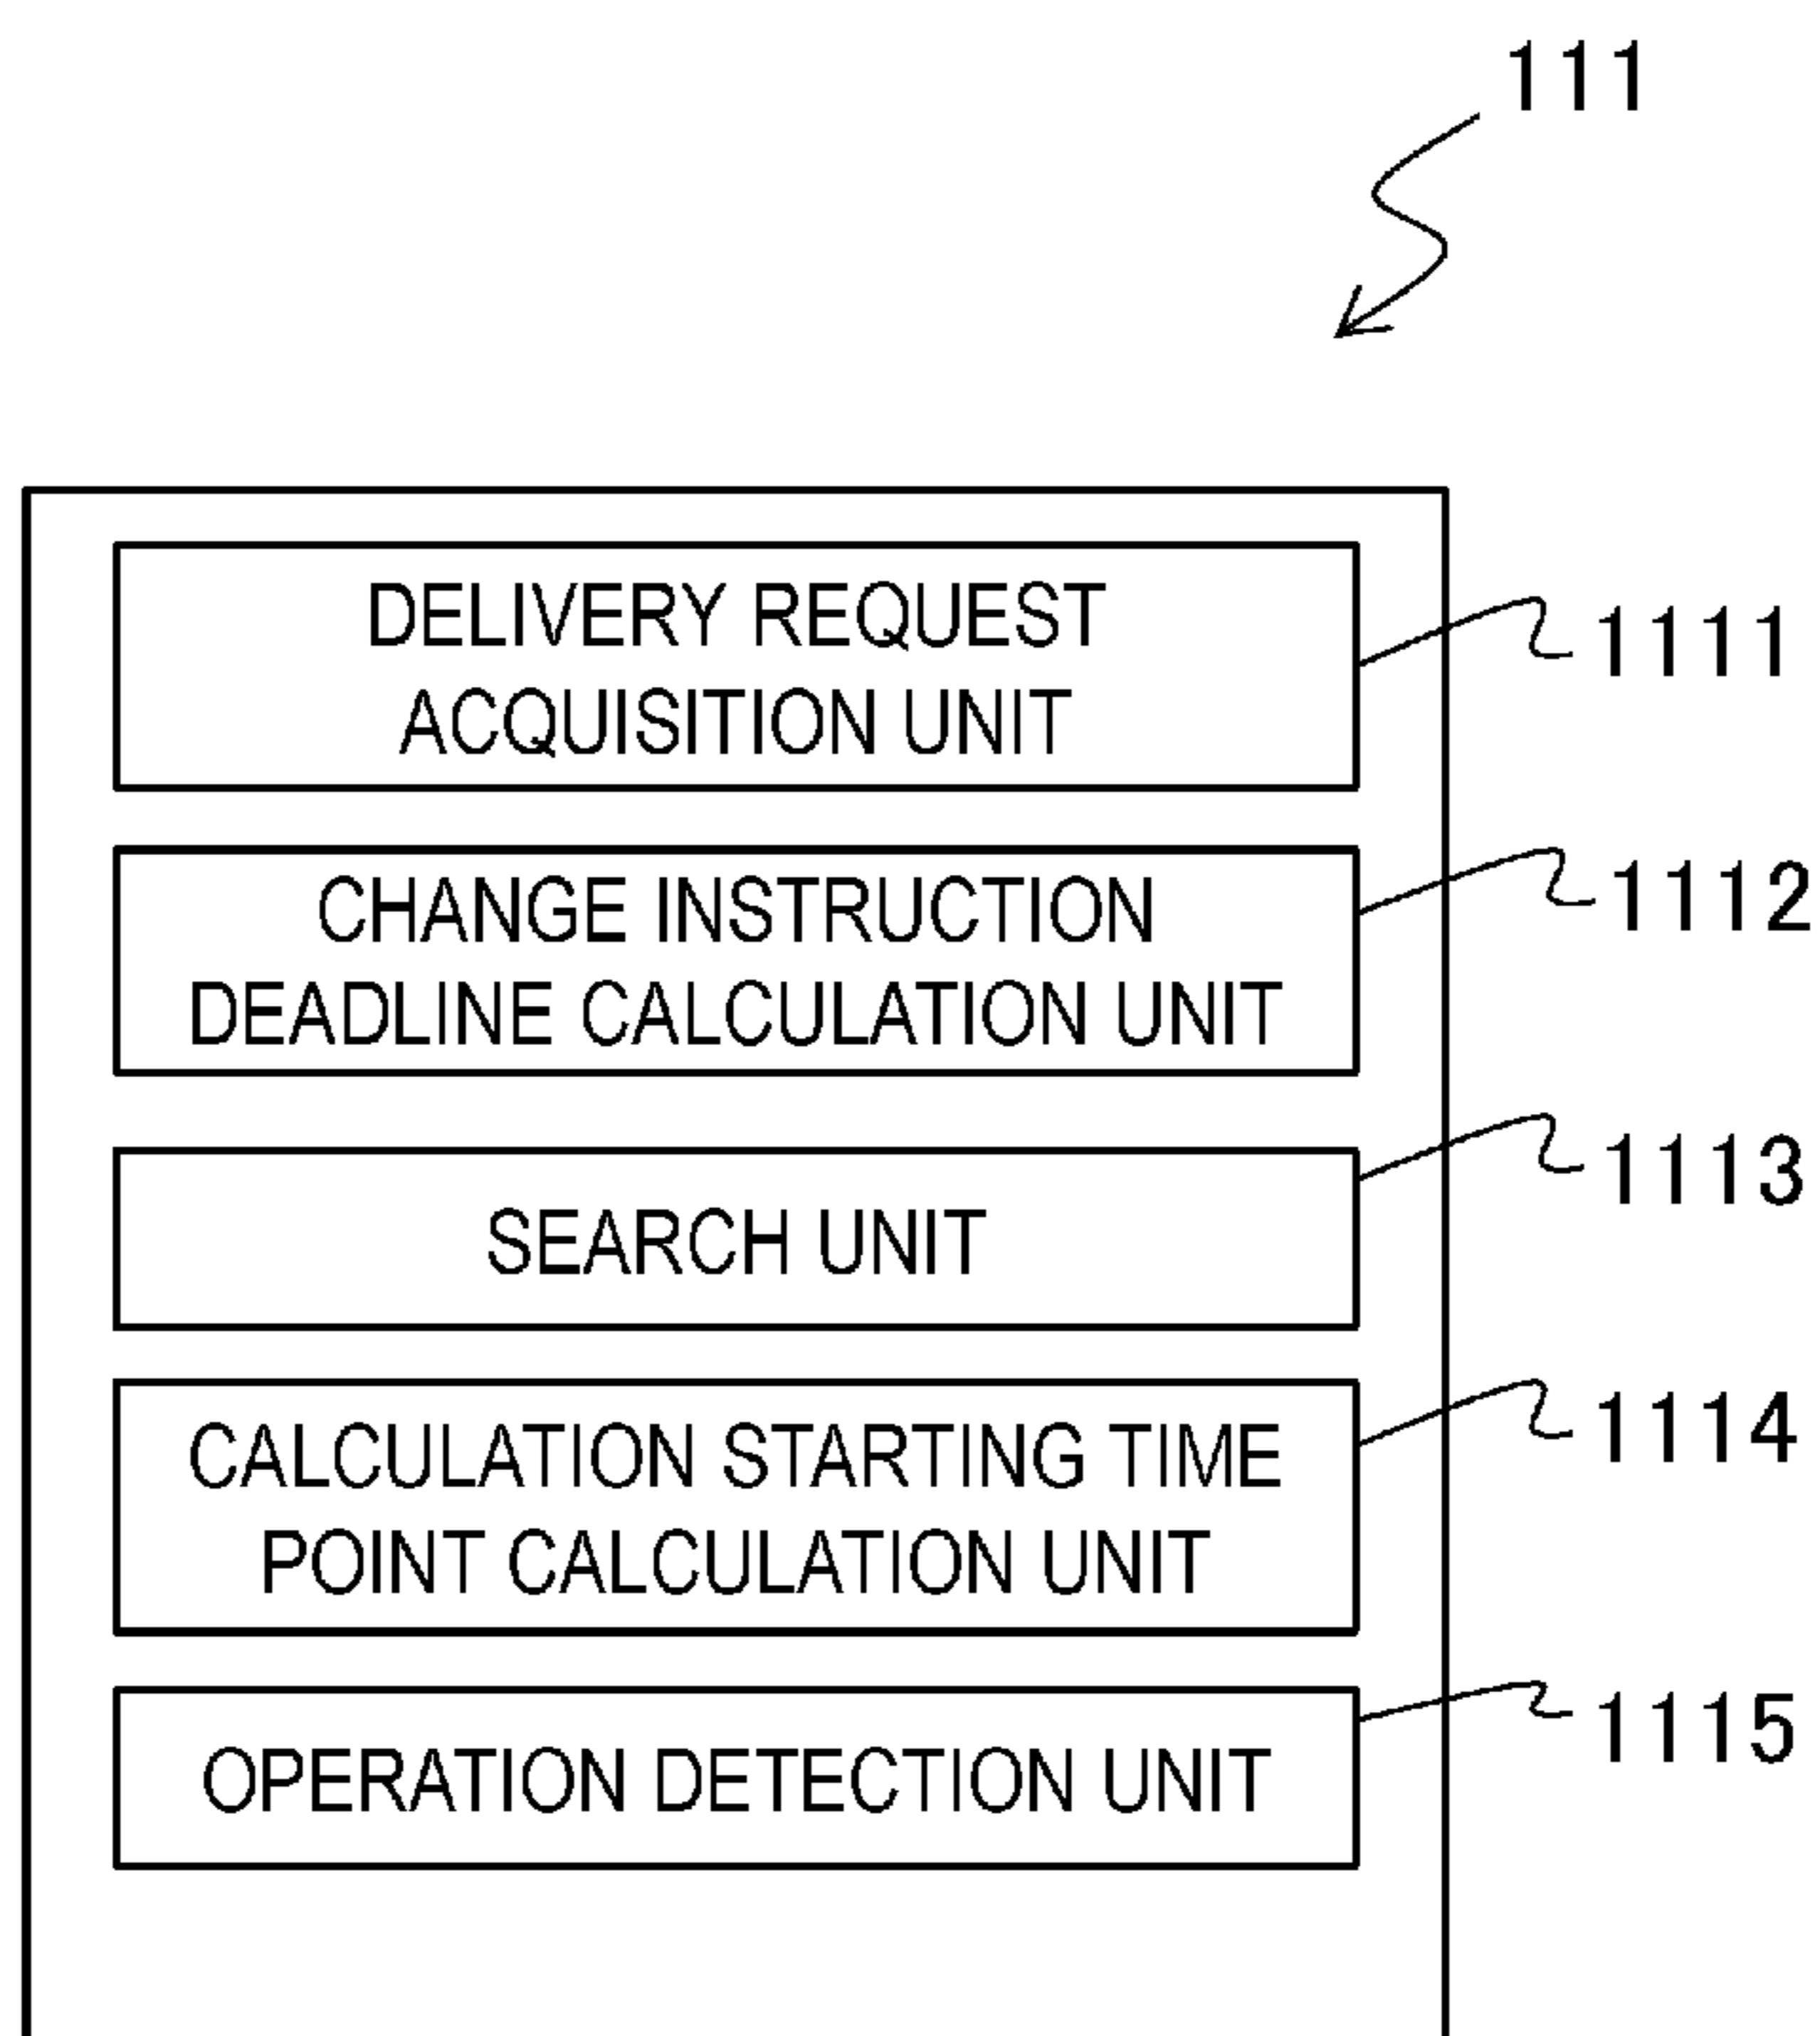 111
DELIVERY REQUEST
ACQUISITION UNIT
1111
CHANGE INSTRUCTION
DEADLINE CALCULATION UNIT
1112
SEARCH UNIT
1113
CALCULATION STARTING TIME
POINT CALCULATION UNIT
1114
OPERATION DETECTION UNIT
1115